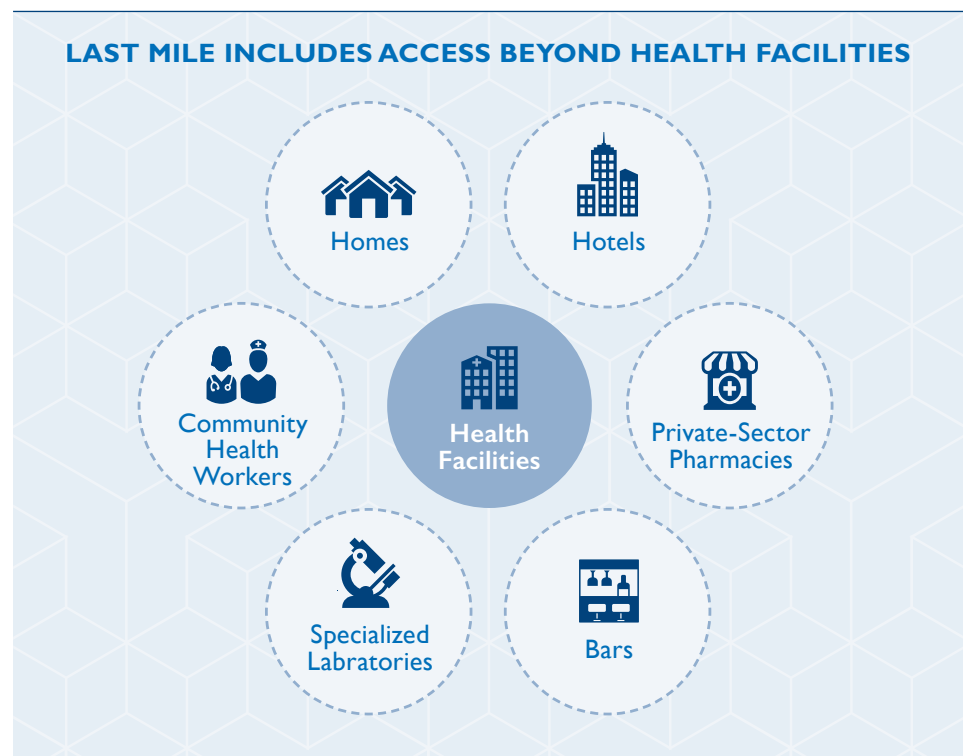 LAST MILE INCLUDES ACCESS BEYOND HEALTH FACILITIES
Homes
Hotels
Community
Health
Workers
Health
Facilities
Private-Sector
Pharmacies
Specialized
Labratories
Bars